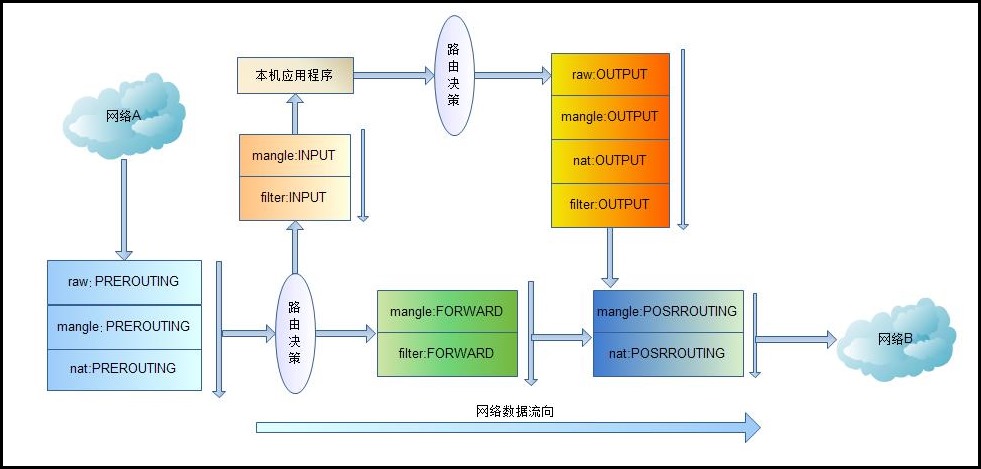 网络A
raw: PREROUTING
mangle: PREROUTING
nat:PREROUTING
路由决策
mangle:INPUT
filter:INPUT
本机应用程序
路由决策
raw:OUTPUT
mangle:OUTPUT
nat:OUTPUT
filter:OUTPUT
mangle:FORWARD
filter:FORWARD
mangle:POSRROUTING
nat:POSRROUTING
网络B
网络数据流向